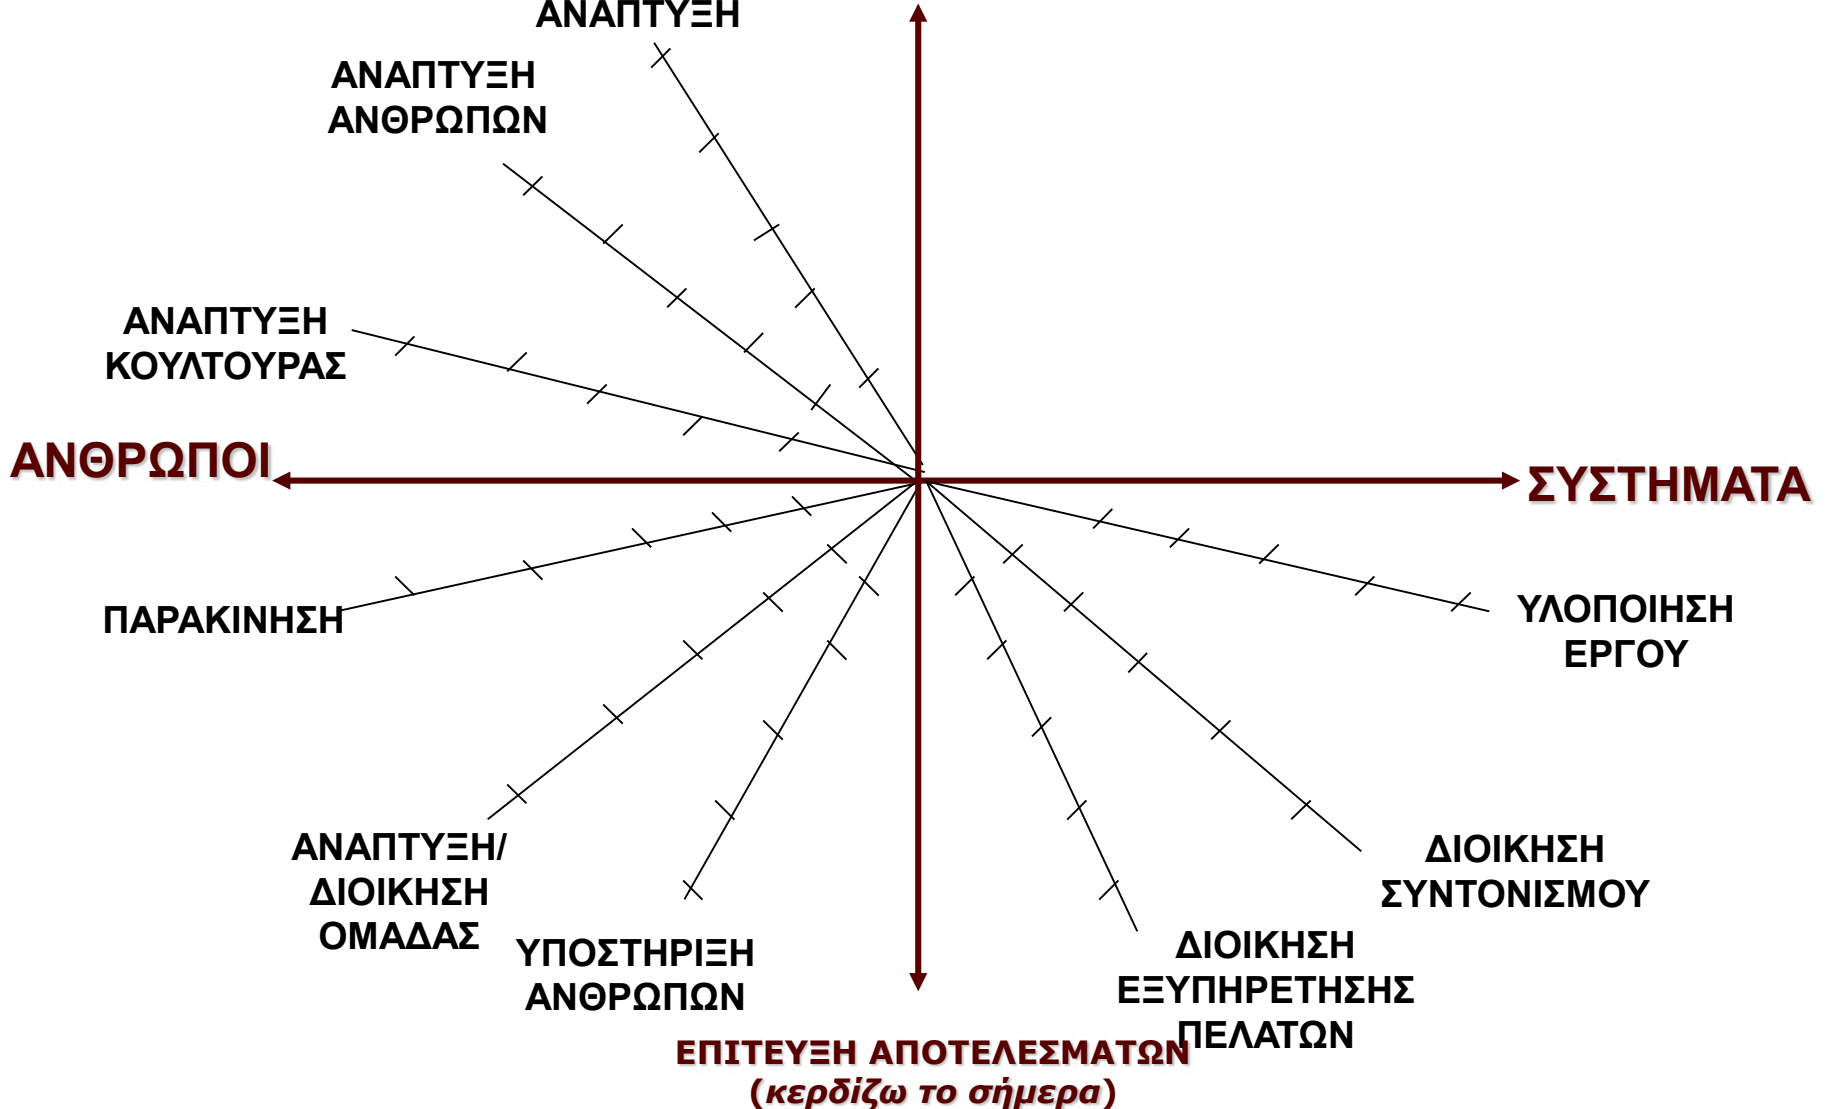 ΑΝΑΠΤΥΞΗ
ΑΝΑΠΤΥΞΗ
ΑΝΘΡΩΠΩΝ
ΑΝΑΠΤΥΞΗ
ΚΟΥΛΤΟΥΡΑΣ
ΑΝΘΡΩΠΟΙ
ΣΥΣΤΗΜΑΤΑ
ΠΑΡΑΚΙΝΗΣΗ
ΥΛΟΠΟΙΗΣΗ
ΕΡΓΟΥ
ΑΝΑΠΤΥΞΗ/
ΔΙΟΙΚΗΣΗ
ΟΜΑΔΑΣ
ΥΠΟΣΤΗΡΙΞΗ
ΑΝΘΡΩΠΩΝ
ΔΙΟΙΚΗΣΗ
ΣΥΝΤΟΝΙΣΜΟΥ
ΔΙΟΙΚΗΣΗ
ΕΞΥΠΗΡΕΤΗΣΗΣ
ΠΕΛΑΤΩΝ
ΕΠΙΤΕΥΞΗ ΑΠΟΤΕΛΕΣΜΑΤΩΝ
(κερδίζω το σήμερα)